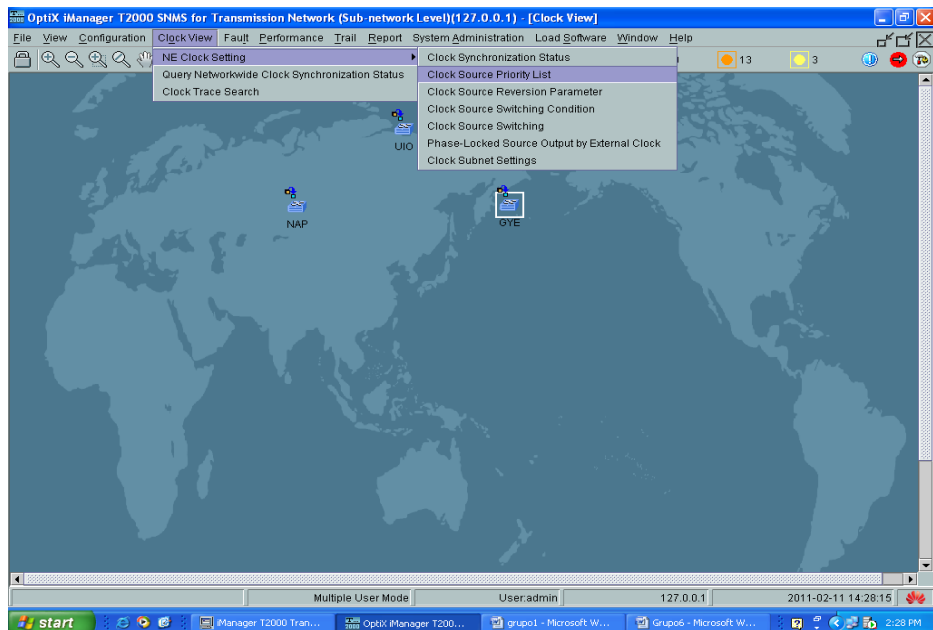 OptiX iManager T2000 SNMS for Transmission Network (Sub-network Level)(127.0.0.1) - [Clock View]
File View Configuration Clock View Fault Performance Trail Report System Administration Load Software Window Help
NE Clock Setting
Query Networkwide Clock Synchronization Status
Clock Trace Search
Clock Synchronization Status
Clock Source Priority List
Clock Source Reversion Parameter
Clock Source Switching Condition
Clock Source Switching
Phase-Locked Source Output by External Clock
Clock Subnet Settings
13
3
UIO
NAP
GYE
Multiple User Mode User:admin 127.0.0.1 2011-02-11 14:28:15
start iManager T2000 Tran... OptiX iManager T200... grupo1 - Microsoft W... Grupo6 - Microsoft W... 2:28 PM